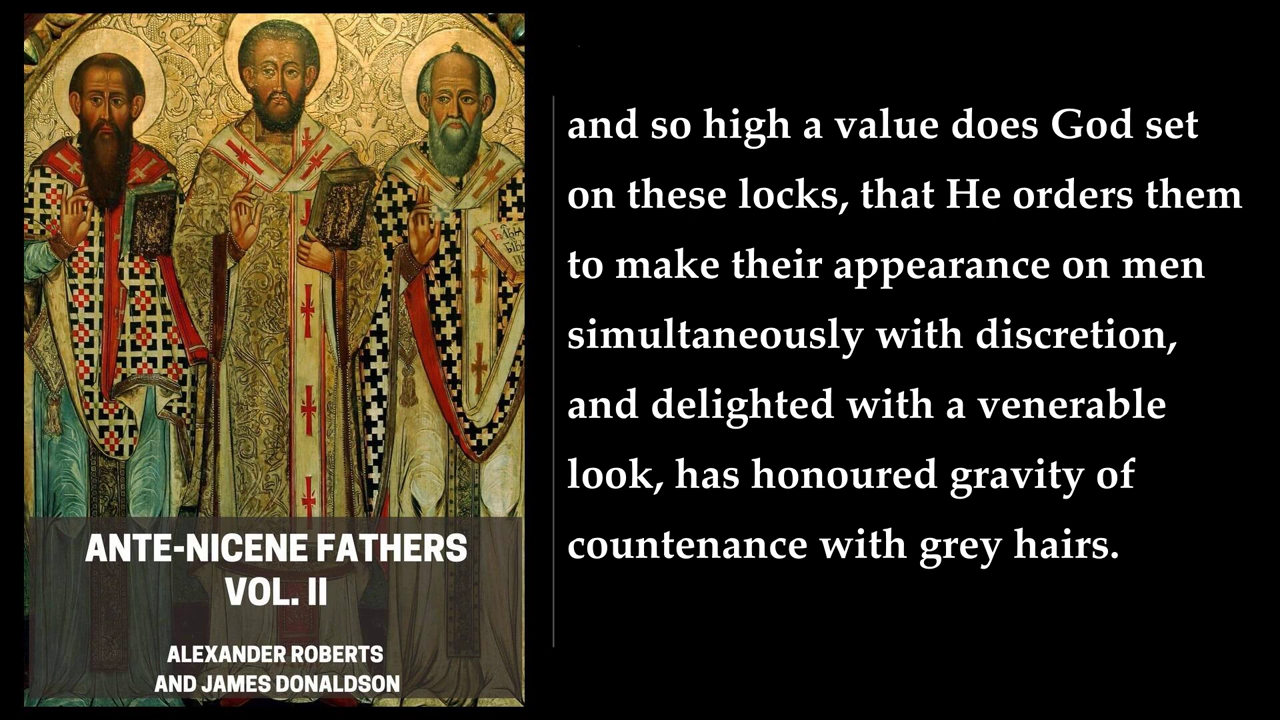 ANTE-NICENE FATHERS
VOL. II
ALEXANDER ROBERTS
AND JAMES DONALDSON
and so high a value does God set
on these locks, that He orders them
to make their appearance on men
simultaneously with discretion,
and delighted with a venerable
look, has honoured gravity of
countenance with grey hairs.